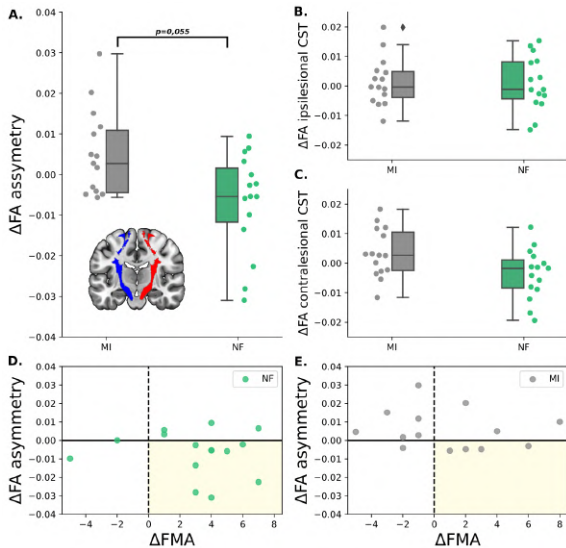 A.
p=0,055
0.04
0.03
0.02
0.01
0.00
−0.01
−0.02
−0.03
−0.04
ΔFA assymetry
MI
NF
B.
0.02
0.01
0.00
−0.01
−0.02
ΔFA ipsilesional CST
MI
NF
C.
0.02
0.01
0.00
−0.01
−0.02
ΔFA contralesional CST
MI
NF
D.
0.04
0.03
0.02
0.01
0.00
−0.01
−0.02
−0.03
−0.04
ΔFA asymmetry
NF
−4 −2 0 2 4 6 8
ΔFMA
E.
0.04
0.03
0.02
0.01
0.00
−0.01
−0.02
−0.03
−0.04
ΔFA asymmetry
MI
−4 −2 0 2 4 6 8
ΔFMA